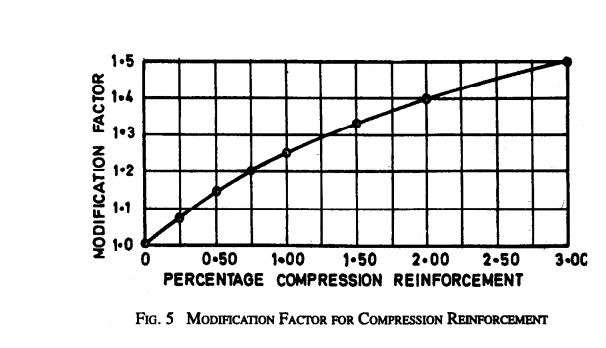 MODIFICATION FACTOR
1·5
1·4
1·3
1·2
1·1
1·0
0 0·50 1·00 1·50 2·00 2·50 3·00
PERCENTAGE COMPRESSION REINFORCEMENT
FIG. 5 MODIFICATION FACTOR FOR COMPRESSION REINFORCEMENT